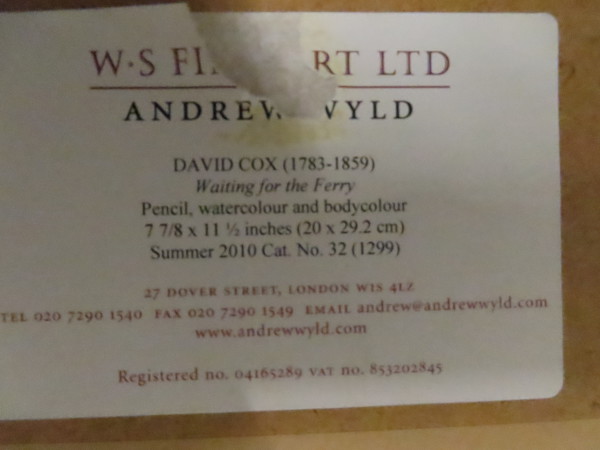 W·S FI RT LTD
ANDREW WYLD
DAVID COX (1783-1859)
Waiting for the Ferry
Pencil, watercolour and bodycolour
7 7/8 x 11 ½ inches (20 x 29.2 cm)
Summer 2010 Cat. No. 32 (1299)
27 DOVER STREET, LONDON W1S 4LZ
TEL 020 7290 1540 FAX 020 7290 1549 EMAIL andrew@andrewwyld.com
www.andrewwyld.com
Registered no. 04165289 VAT no. 853202845